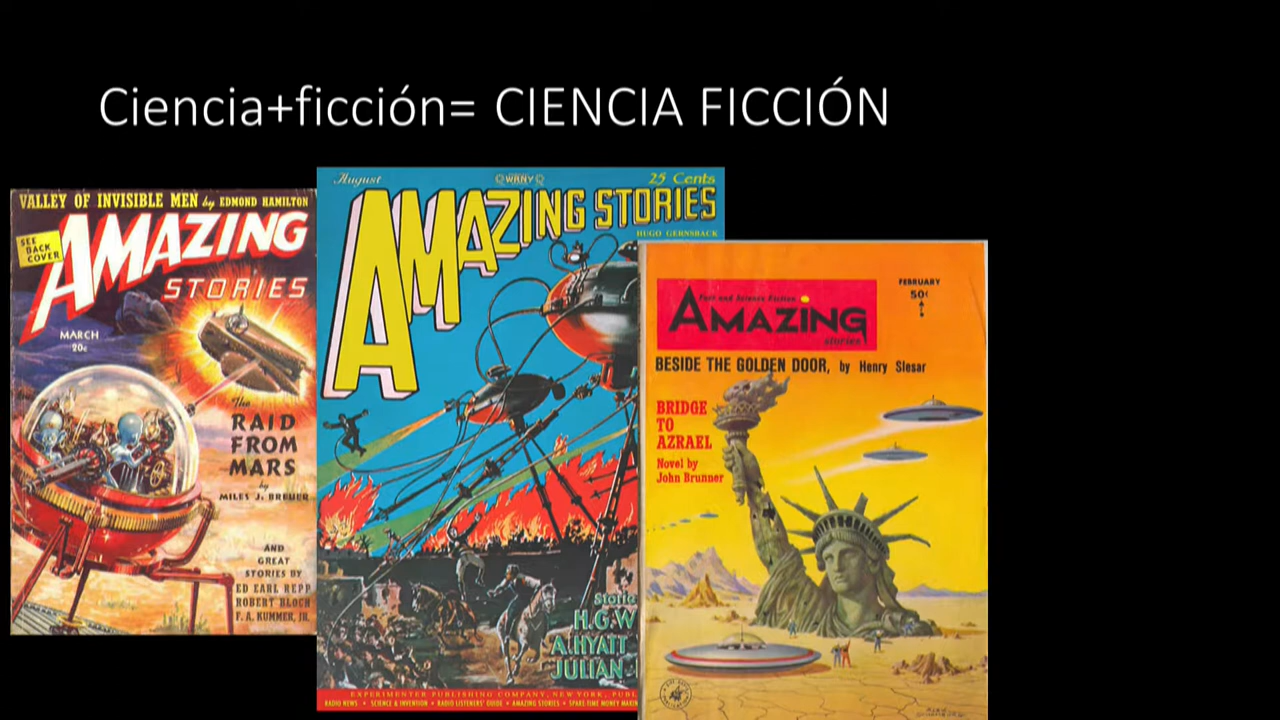 Ciencia+ficción= CIENCIA FICCIÓN
VALLEY OF INVISIBLE MEN by EDMOND HAMILTON
SEE
BACK
COVER
AMAZING
STORIES
MARCH
20c
The
RAID
FROM
MARS
by
MILES J. BREUER
AND
GREAT
STORIES BY
ED EARL REPP
ROBERT BLOCH
F. A. KUMMER, JR.
August
WRNY
25 Cents
AMAZING STORIES
HUGO GERNSBACK
Storie
H.G.W
A.HYATT
JULIAN
EXPERIMENTER PUBLISHING COMPANY, NEW YORK, PUBL
RADIO NEWS • SCIENCE & INVENTION • RADIO LISTENERS' GUIDE • AMAZING STORIES • SPARE-TIME MONEY MAKIN
FEBRUARY
50¢
Fact and Science Fiction
AMAZING
stories
BESIDE THE GOLDEN DOOR, by Henry Slesar
BRIDGE
TO
AZRAEL
Novel by
John Brunner